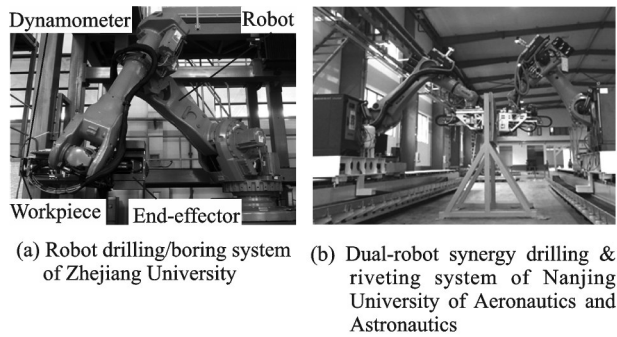 Dynamometer
Robot
Workpiece
End-effector
(a) Robot drilling/boring system
of Zhejiang University
(b) Dual-robot synergy drilling &
riveting system of Nanjing
University of Aeronautics and
Astronautics